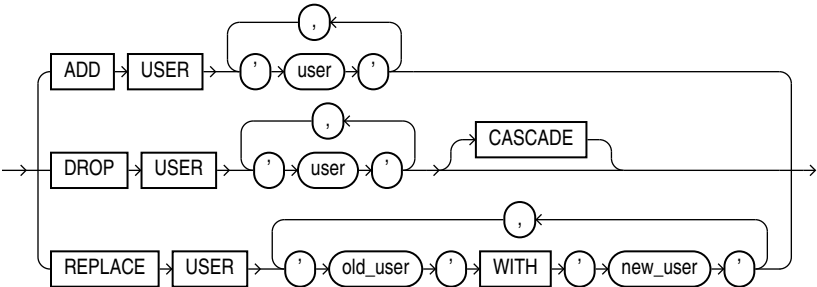 ,
ADD USER ' user '
,
DROP USER ' user ' CASCADE
,
REPLACE USER ' old_user ' WITH ' new_user '